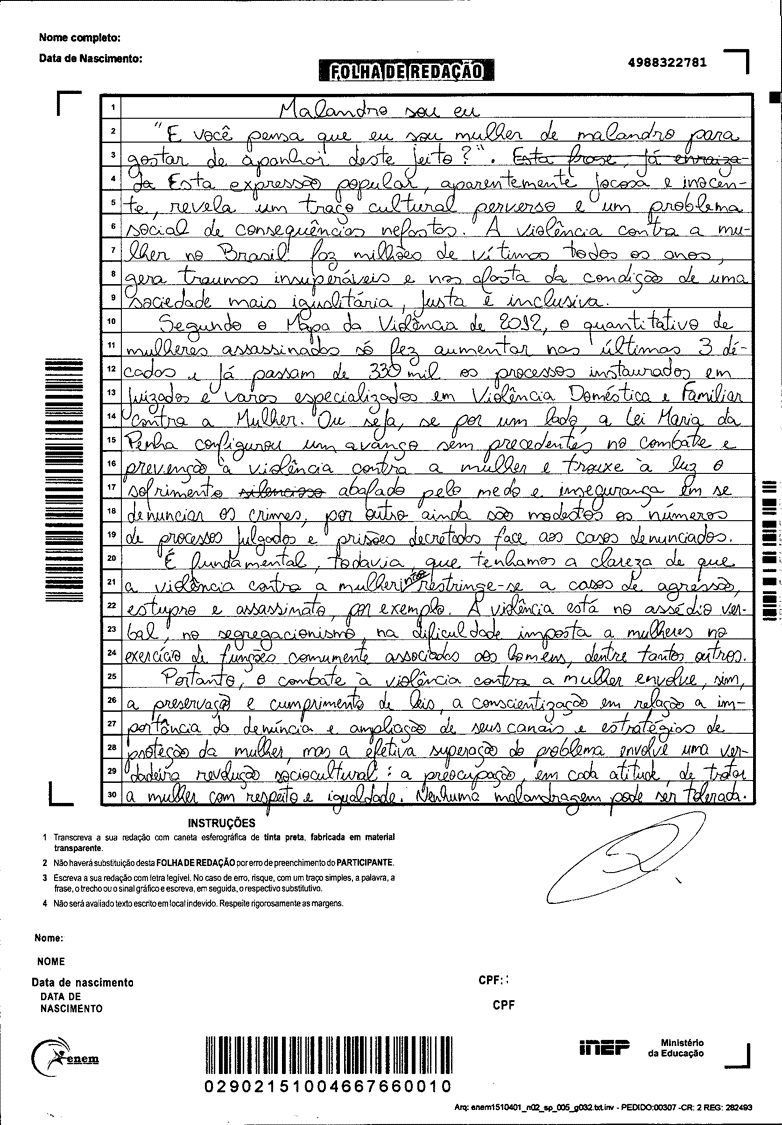 Nome completo:
Data de Nascimento:
FOLHA DE REDAÇÃO
4988322781
1 Malandro sou eu
2 "E você pensa que eu sou mulher de malandro para
3 gostar de apanhar deste jeito?". Esta frase, já enraiza-
4 da Esta expressão popular, aparentemente jocosa e inocen-
5 te, revela um traço cultural perverso e um problema
6 social de consequências nefastas. A violência contra a mu-
7 lher no Brasil faz milhões de vítimas todos os anos,
8 gera traumas insuperáveis e nos afasta da condição de uma
9 sociedade mais igualitária, justa e inclusiva.
10 Segundo o Mapa da Violência de 2012, o quantitativo de
11 mulheres assassinadas só fez aumentar nas últimas 3 dé-
12 cadas e já passam de 330 mil os processos instaurados em
13 juizados e varas especializados em Violência Doméstica e Familiar
14 contra a Mulher. Ou seja, se por um lado, a Lei Maria da
15 Penha configurou um avanço sem precedentes no combate e
16 prevenção à violência contra a mulher e trouxe à luz o
17 sofrimento silencioso abafado pelo medo e insegurança em se
18 denunciar os crimes, por outro ainda são modestos os números
19 de processos julgados e prisões decretadas face aos casos denunciados.
20 É fundamental, todavia, que tenhamos a clareza de que
21 a violência contra a mulher não restringe-se a casos de agressão,
22 estupro e assassinato, por exemplo. A violência está no assédio ver-
23 bal, no segregacionismo, na dificuldade imposta a mulheres no
24 exercício de funções comumente associadas aos homens, dentre tantos outros.
25 Portanto, o combate à violência contra a mulher envolve, sim,
26 a preservação e cumprimento de leis, a conscientização em relação a im-
27 portância da denúncia e ampliação de seus canais e estratégias de
28 proteção da mulher, mas a efetiva superação do problema envolve uma ver-
29 dadeira revolução sociocultural: a preocupação, em cada atitude, de tratar
30 a mulher com respeito e igualdade. Nenhuma malandragem pode ser tolerada.
INSTRUÇÕES
1 Transcreva a sua redação com caneta esferográfica de tinta preta, fabricada em material
transparente.
2 Não haverá substituição desta FOLHA DE REDAÇÃO por erro de preenchimento do PARTICIPANTE.
3 Escreva a sua redação com letra legível. No caso de erro, risque, com um traço simples, a palavra, a
frase, o trecho ou o sinal gráfico e escreva, em seguida, o respectivo substitutivo.
4 Não será avaliado texto escrito em local indevido. Respeite rigorosamente as margens.
Nome:
NOME
Data de nascimento
DATA DE
NASCIMENTO
CPF:
CPF
enem
02902151004667660010
INEP
Ministério
da Educação
Arq: enem1510401_n02_sp_005_g032.txt.inv - PEDIDO:00307 -CR: 2 REG: 282493